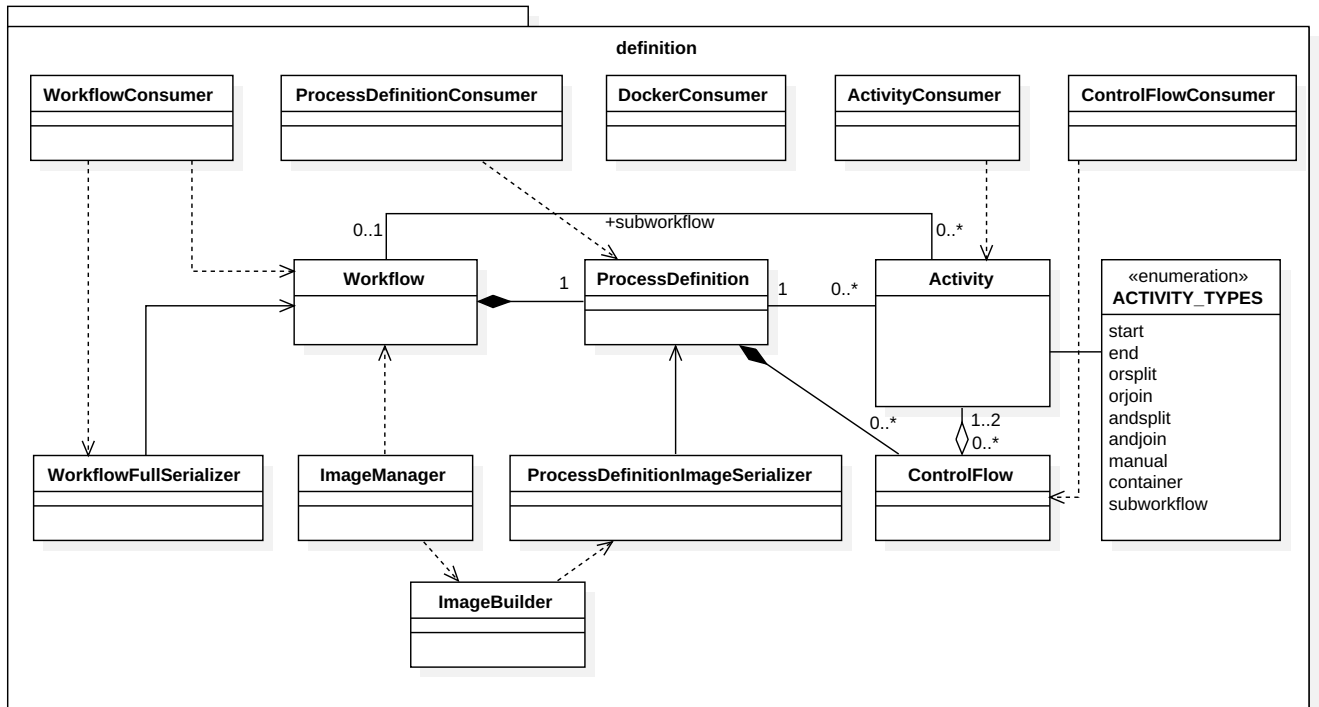 definition
WorkflowConsumer
ProcessDefinitionConsumer
DockerConsumer
ActivityConsumer
ControlFlowConsumer
+subworkflow
0..1
0..*
Workflow
1
ProcessDefinition
1
0..*
Activity
«enumeration»
ACTIVITY_TYPES
start
end
orsplit
orjoin
andsplit
andjoin
manual
container
subworkflow
0..*
1..2
0..*
WorkflowFullSerializer
ImageManager
ProcessDefinitionImageSerializer
ControlFlow
ImageBuilder